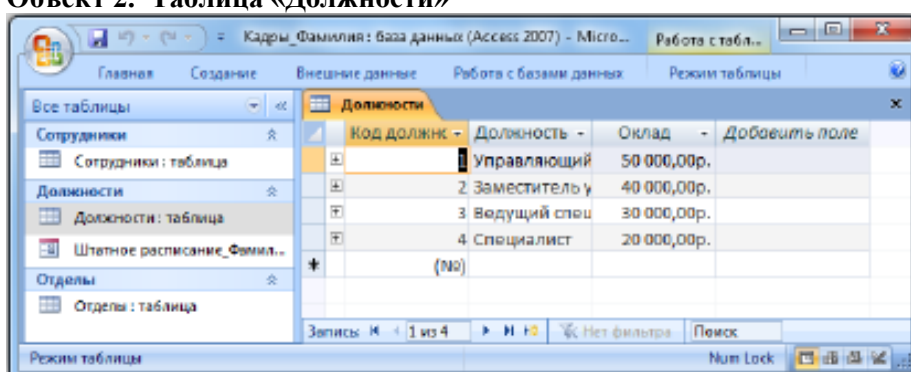 Объект 2. Таблица «Должности»
Кадры_Фамилия : база данных (Access 2007) - Micro... Работа с табл...
Главная Создание Внешние данные Работа с базами данных Режим таблицы
Все таблицы
Должности
Сотрудники
Код должнс Должность Оклад Добавить поле
Сотрудники : таблица
1 Управляющий 50 000,00р.
Должности
2 Заместитель у 40 000,00р.
Должности : таблица
3 Ведущий спец 30 000,00р.
Штатное расписание_Фамил...
4 Специалист 20 000,00р.
(№)
Отделы
Отделы : таблица
Запись: 1 из 4 Нет фильтра Поиск
Режим таблицы Num Lock